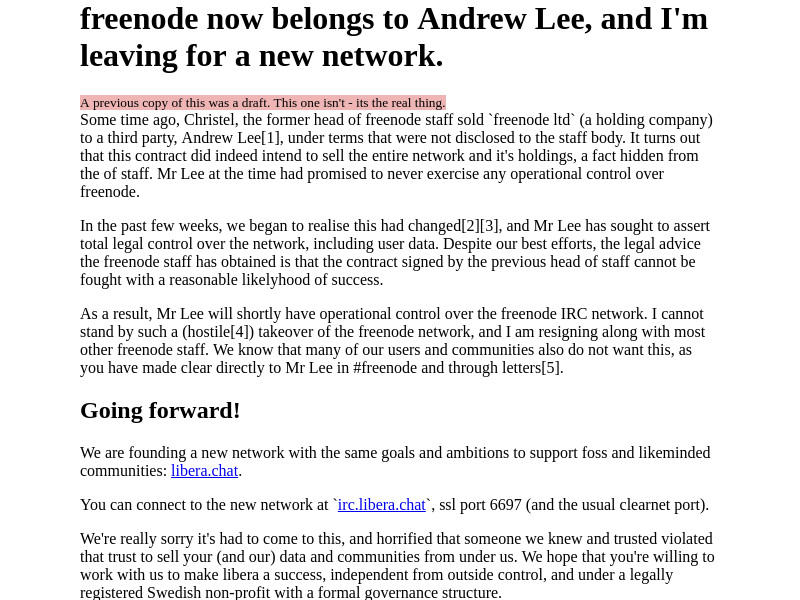 freenode now belongs to Andrew Lee, and I'm
leaving for a new network.
A previous copy of this was a draft. This one isn't - its the real thing.
Some time ago, Christel, the former head of freenode staff sold `freenode ltd` (a holding company)
to a third party, Andrew Lee[1], under terms that were not disclosed to the staff body. It turns out
that this contract did indeed intend to sell the entire network and it's holdings, a fact hidden from
the of staff. Mr Lee at the time had promised to never exercise any operational control over
freenode.
In the past few weeks, we began to realise this had changed[2][3], and Mr Lee has sought to assert
total legal control over the network, including user data. Despite our best efforts, the legal advice
the freenode staff has obtained is that the contract signed by the previous head of staff cannot be
fought with a reasonable likelyhood of success.
As a result, Mr Lee will shortly have operational control over the freenode IRC network. I cannot
stand by such a (hostile[4]) takeover of the freenode network, and I am resigning along with most
other freenode staff. We know that many of our users and communities also do not want this, as
you have made clear directly to Mr Lee in #freenode and through letters[5].
Going forward!
We are founding a new network with the same goals and ambitions to support foss and likeminded
communities: libera.chat.
You can connect to the new network at `irc.libera.chat`, ssl port 6697 (and the usual clearnet port).
We're really sorry it's had to come to this, and horrified that someone we knew and trusted violated
that trust to sell your (and our) data and communities from under us. We hope that you're willing to
work with us to make libera a success, independent from outside control, and under a legally
registered Swedish non-profit with a formal governance structure.